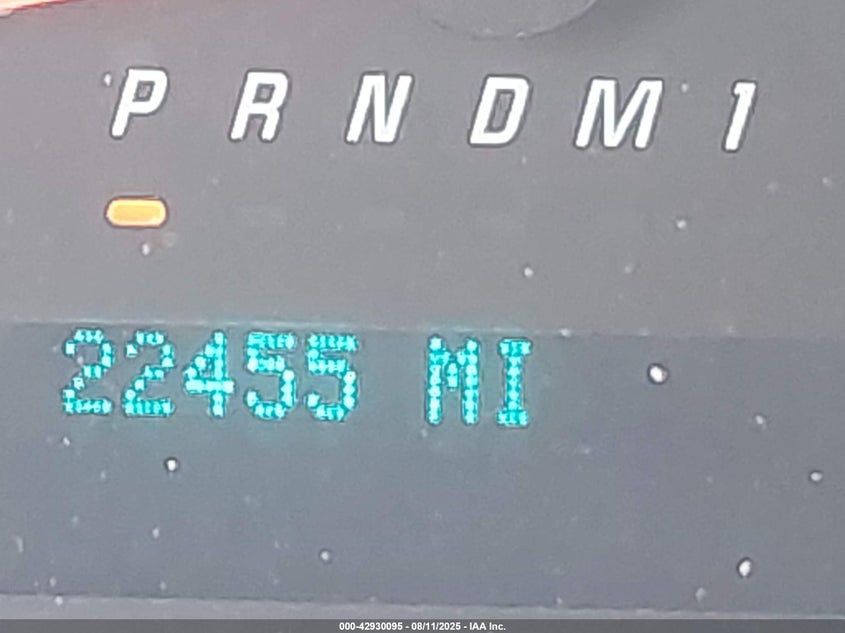 P R N D M 1
22455 MI
000-42930095 - 08/11/2025 - IAA Inc.